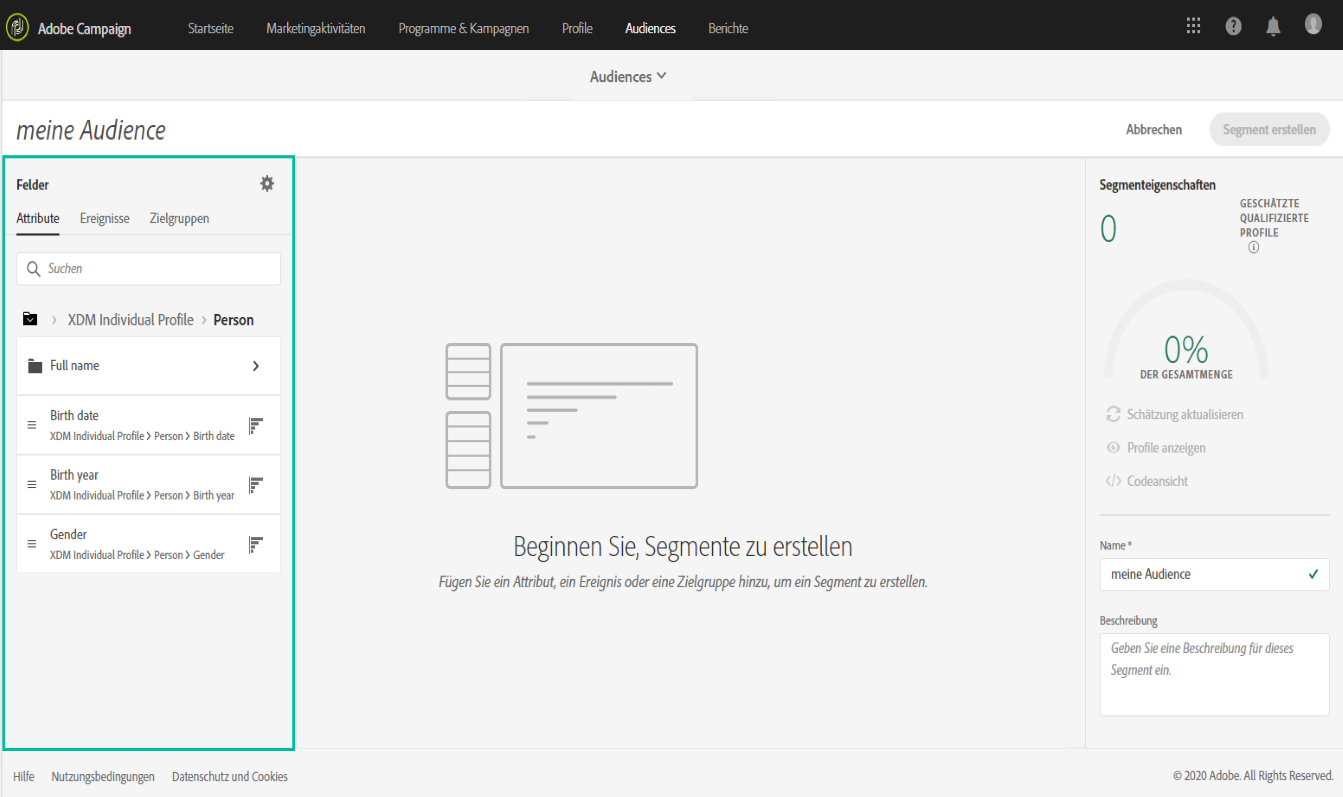 Adobe Campaign Startseite Marketingaktivitäten Programme & Kampagnen Profile Audiences Berichte
Audiences
meine Audience
Abbrechen Segment erstellen
Felder
Attribute Ereignisse Zielgruppen
Suchen
XDM Individual Profile > Person
Full name
Birth date
XDM Individual Profile > Person > Birth date
Birth year
XDM Individual Profile > Person > Birth year
Gender
XDM Individual Profile > Person > Gender
Beginnen Sie, Segmente zu erstellen
Fügen Sie ein Attribut, ein Ereignis oder eine Zielgruppe hinzu, um ein Segment zu erstellen.
Segmenteigenschaften
0
GESCHÄTZTE
QUALIFIZIERTE
PROFILE
0%
DER GESAMTMENGE
Schätzung aktualisieren
Profile anzeigen
</> Codeansicht
Name *
meine Audience
Beschreibung
Geben Sie eine Beschreibung für dieses
Segment ein.
Hilfe Nutzungsbedingungen Datenschutz und Cookies
© 2020 Adobe. All Rights Reserved.